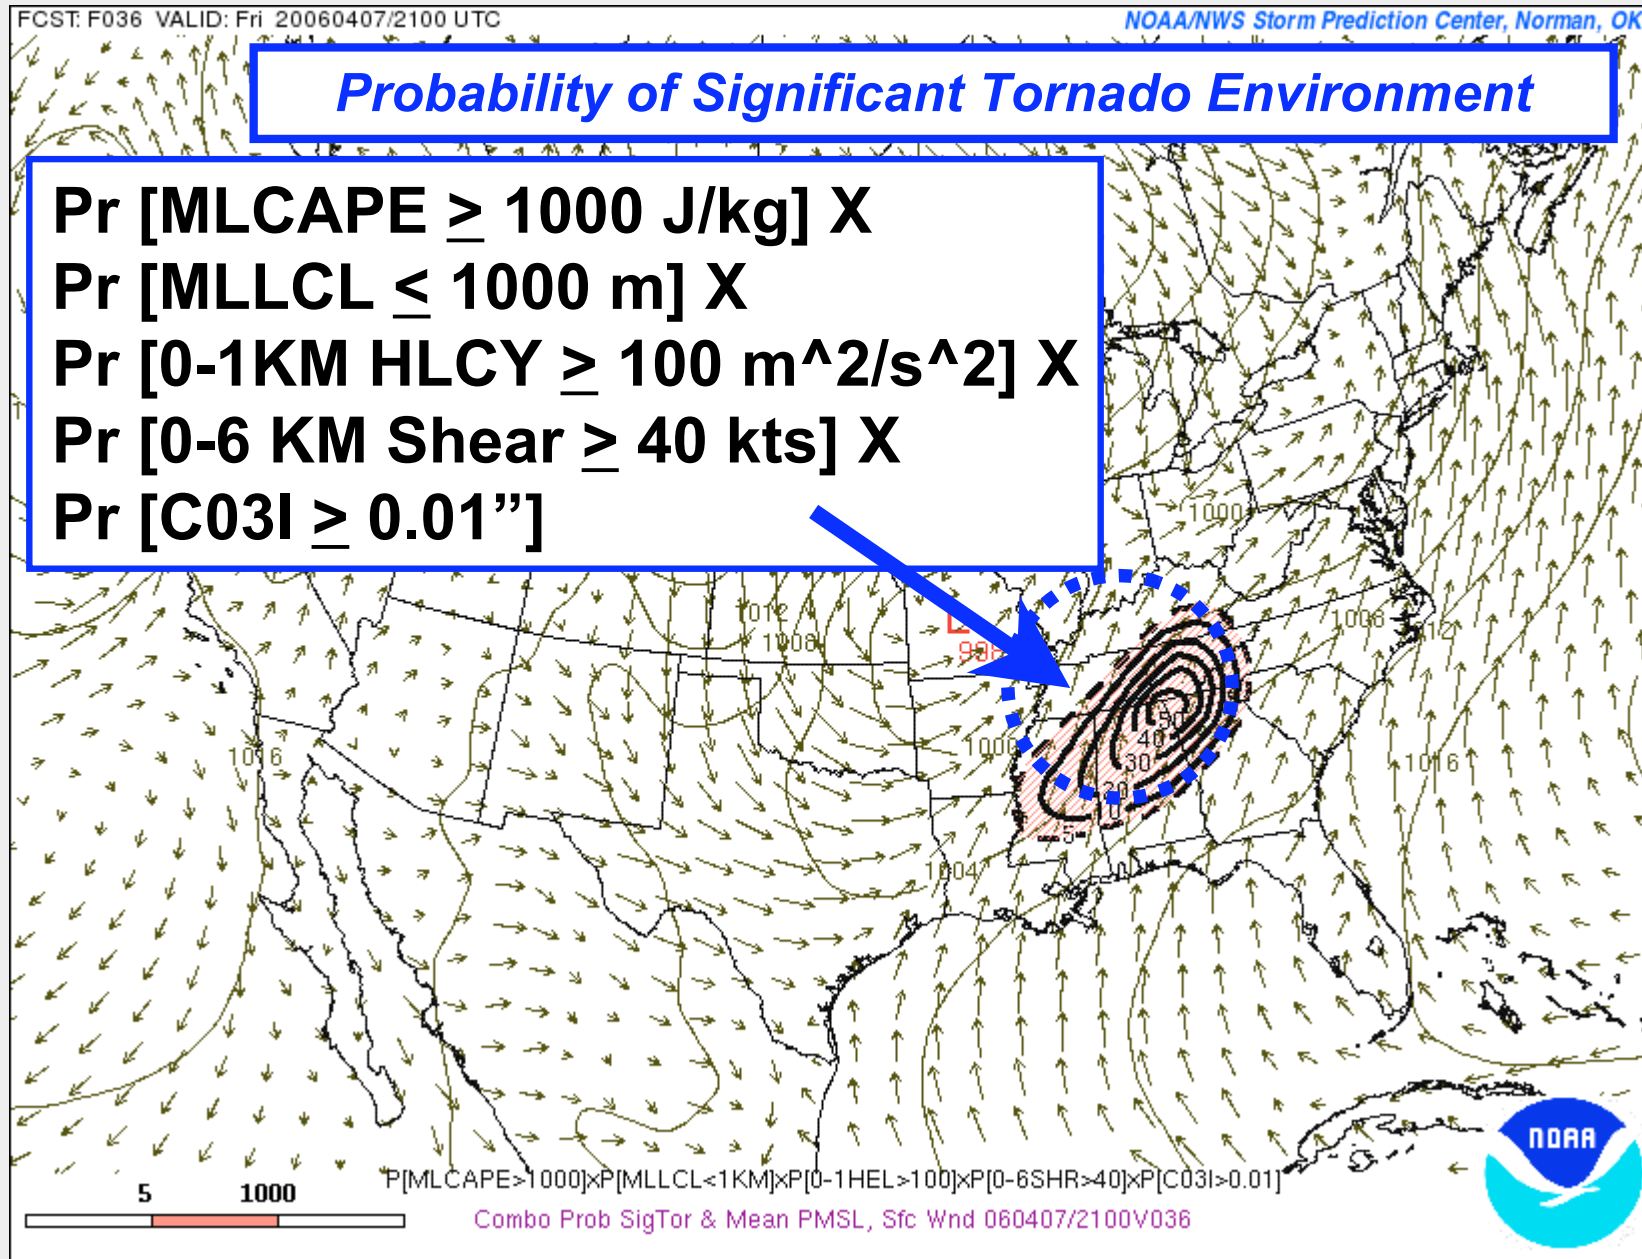 FCST: F036 VALID: Fri 20060407/2100 UTC
NOAA/NWS Storm Prediction Center, Norman, OK
Probability of Significant Tornado Environment
Pr [MLCAPE ≥ 1000 J/kg] X
Pr [MLLCL ≤ 1000 m] X
Pr [0-1KM HLCY ≥ 100 m^2/s^2] X
Pr [0-6 KM Shear ≥ 40 kts] X
Pr [C03I ≥ 0.01”]
1000
1012
1008
1008
1016
1000
40
30
1016
5
1004
NOAA
P[MLCAPE>1000]xP[MLLCL<1KM]xP[0-1HEL>100]xP[0-6SHR>40]xP[C03I>0.01]
5 1000
Combo Prob SigTor & Mean PMSL, Sfc Wnd 060407/2100V036